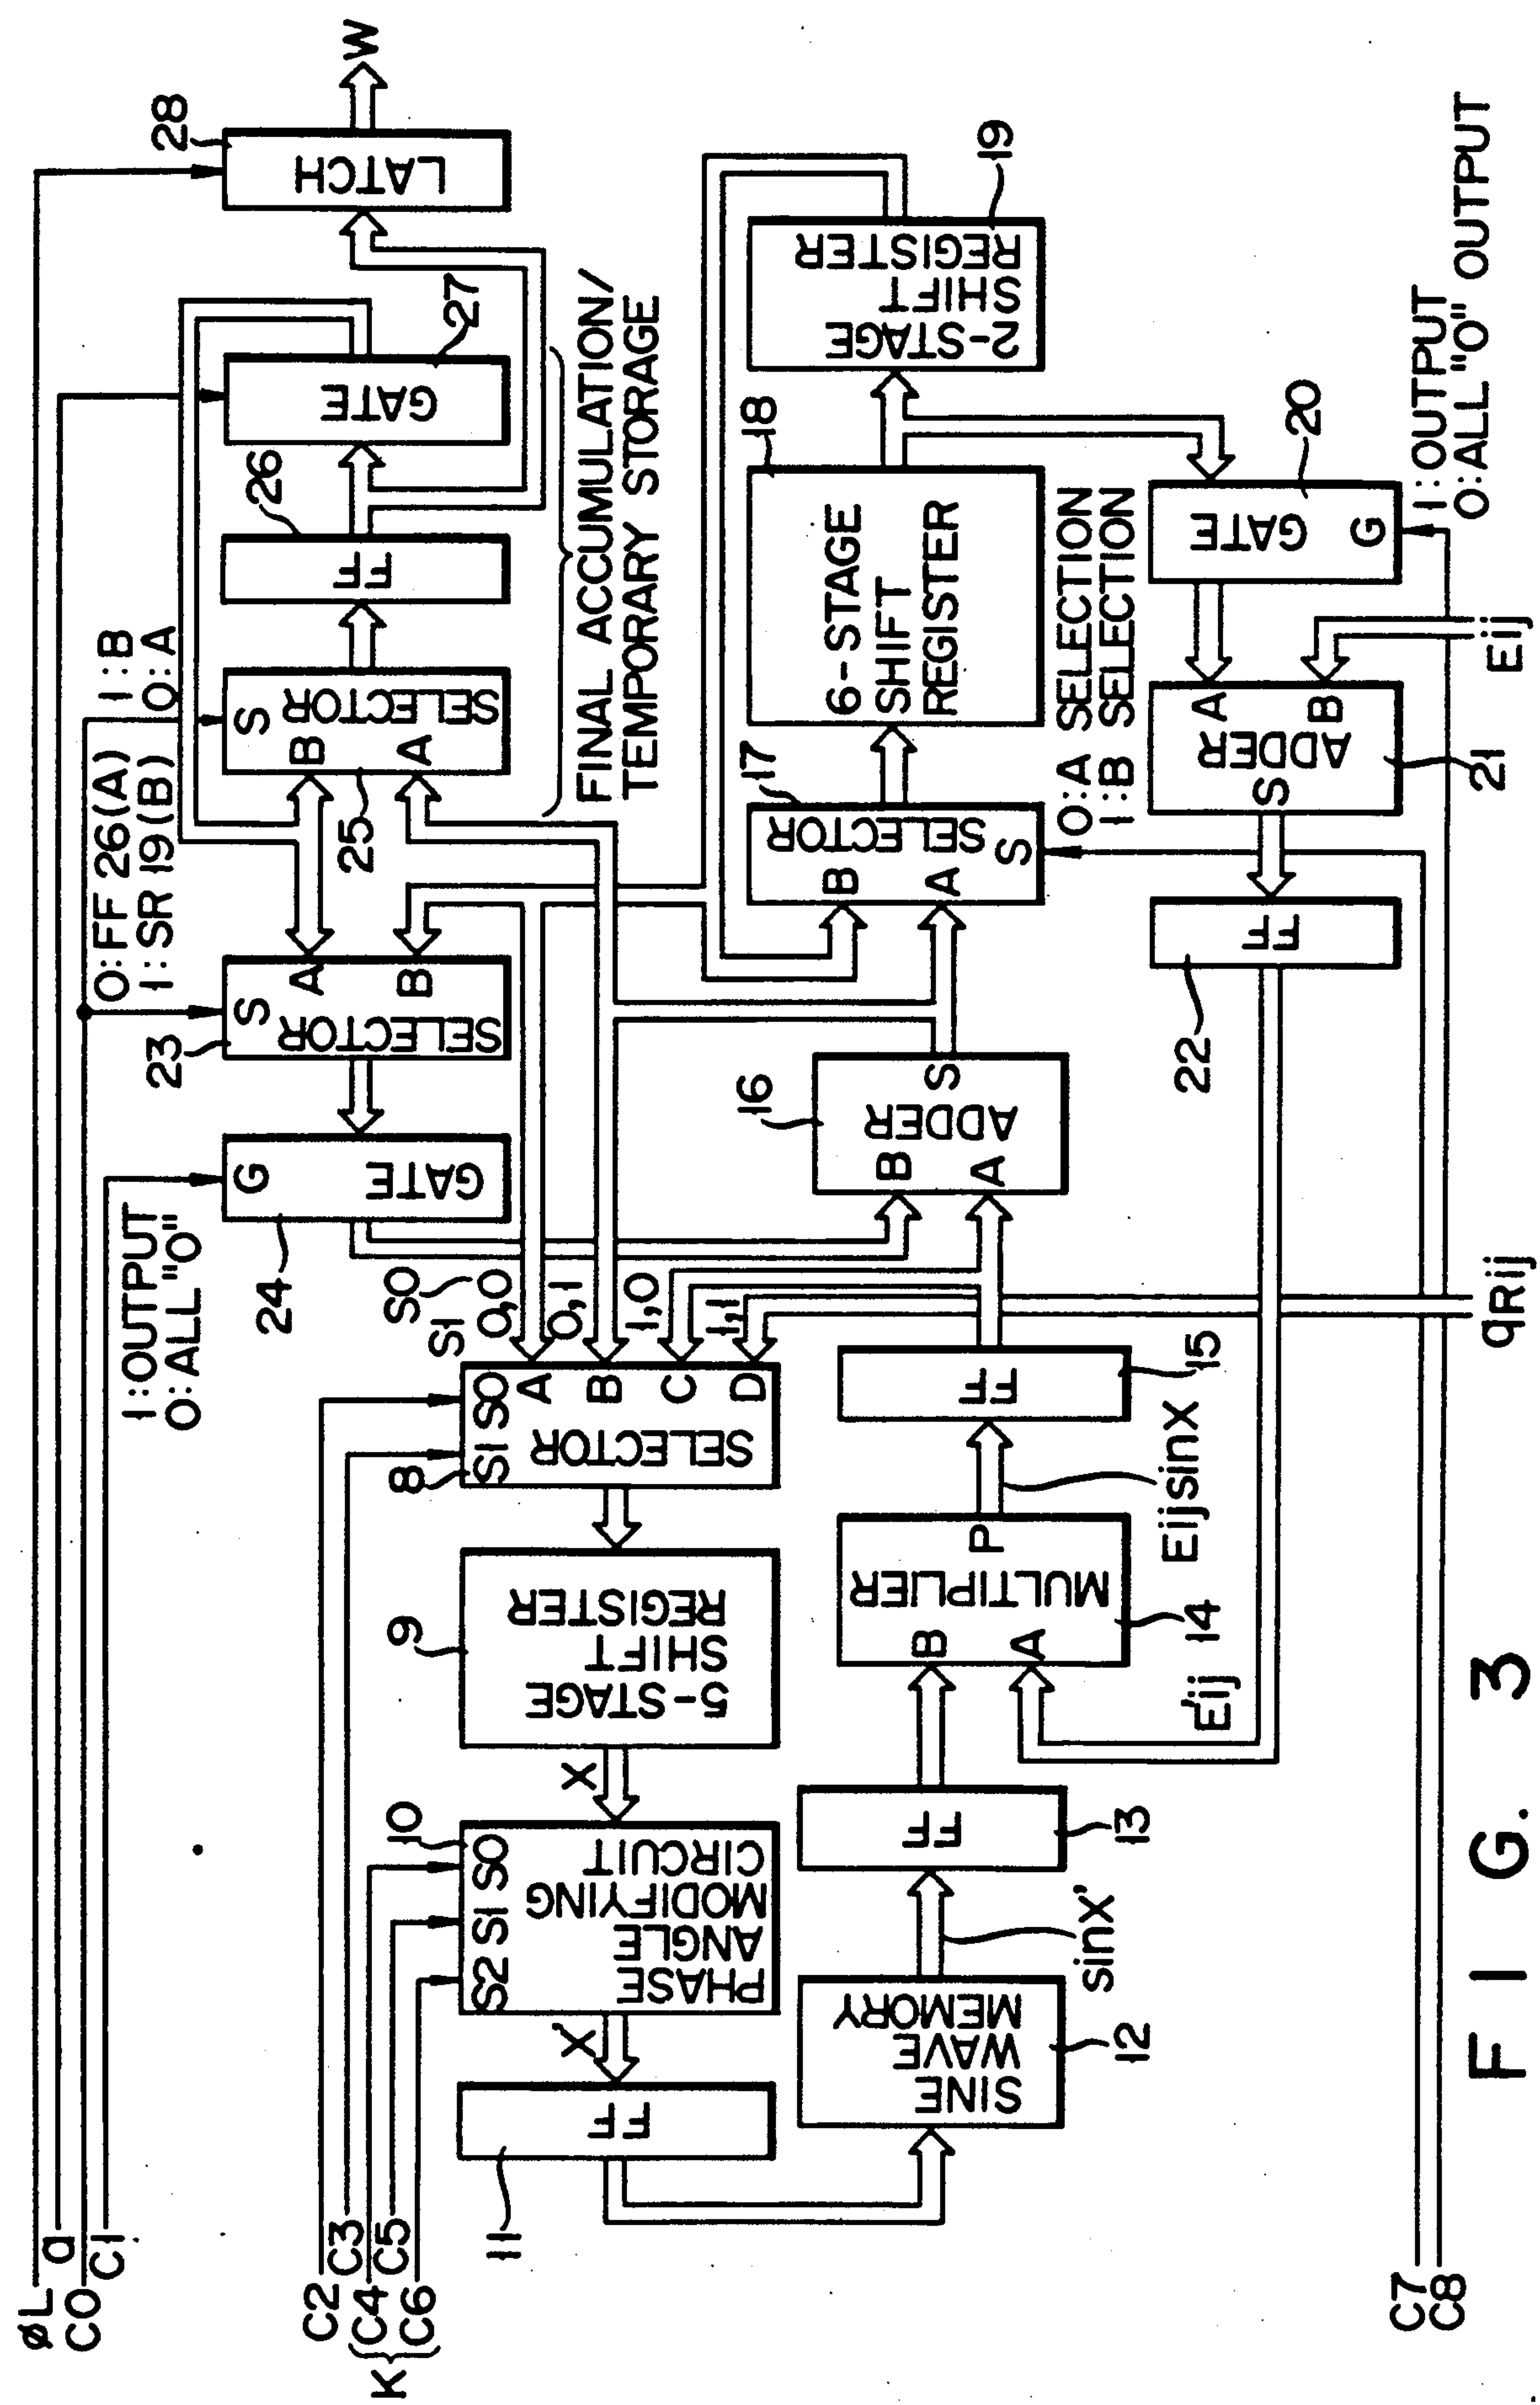 øL
a
C0
C1
C2
C3
K
C4
C5
C6
C7
C8
1:OUTPUT
0:ALL "0"
24
G
GATE
23
S
A
B
SELECTOR
0:FF 26(A)
1:SR 19(B)
1:B
0:A
25
S
B
A
SELECTOR
26
FF
27
GATE
28
LATCH
W
FINAL ACCUMULATION/
TEMPORARY STORAGE
11
FF
X'
10
S2 S1 S0
PHASE
ANGLE
MODIFYING
CIRCUIT
X
9
5-STAGE
SHIFT
REGISTER
8
S1 S0
A
B
C
D
SELECTOR
S1 S0
0,0
0,1
1,0
1,1
12
SINE
WAVE
MEMORY
sinx'
13
FF
14
B
A
P
MULTIPLIER
E'ij
EijsinX
15
FF
16
B
A
S
ADDER
17
B
A
S
SELECTOR
0:A SELECTION
1:B SELECTION
18
6-STAGE
SHIFT
REGISTER
19
2-STAGE
SHIFT
REGISTER
20
GATE
G
1:OUTPUT
0:ALL "0" OUTPUT
21
A
B
S
ADDER
22
FF
qRij
Eij
FIG. 3